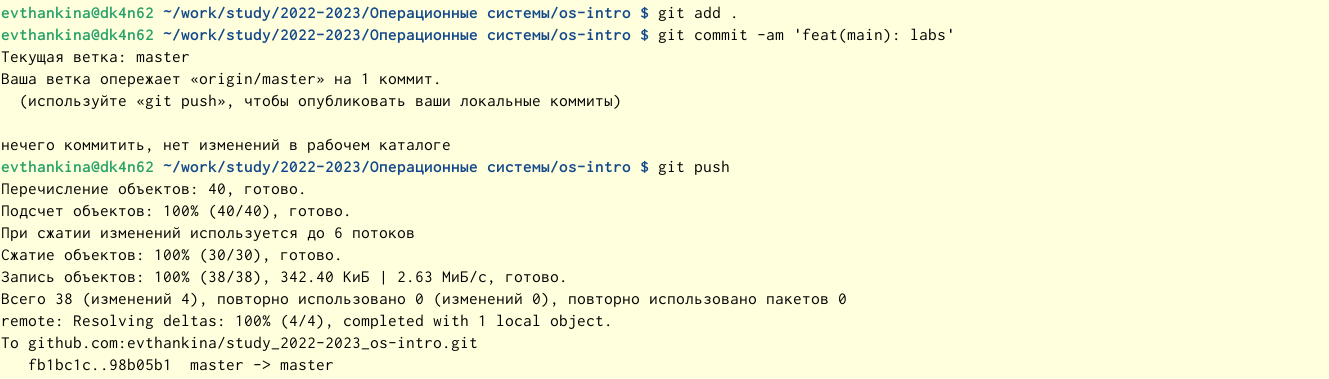 evthankina@dk4n62 ~/work/study/2022-2023/Операционные системы/os-intro $ git add .
evthankina@dk4n62 ~/work/study/2022-2023/Операционные системы/os-intro $ git commit -am 'feat(main): labs'
Текущая ветка: master
Ваша ветка опережает «origin/master» на 1 коммит.
  (используйте «git push», чтобы опубликовать ваши локальные коммиты)

нечего коммитить, нет изменений в рабочем каталоге
evthankina@dk4n62 ~/work/study/2022-2023/Операционные системы/os-intro $ git push
Перечисление объектов: 40, готово.
Подсчет объектов: 100% (40/40), готово.
При сжатии изменений используется до 6 потоков
Сжатие объектов: 100% (30/30), готово.
Запись объектов: 100% (38/38), 342.40 КиБ | 2.63 МиБ/с, готово.
Всего 38 (изменений 4), повторно использовано 0 (изменений 0), повторно использовано пакетов 0
remote: Resolving deltas: 100% (4/4), completed with 1 local object.
To github.com:evthankina/study_2022-2023_os-intro.git
   fb1bc1c..98b05b1  master -> master